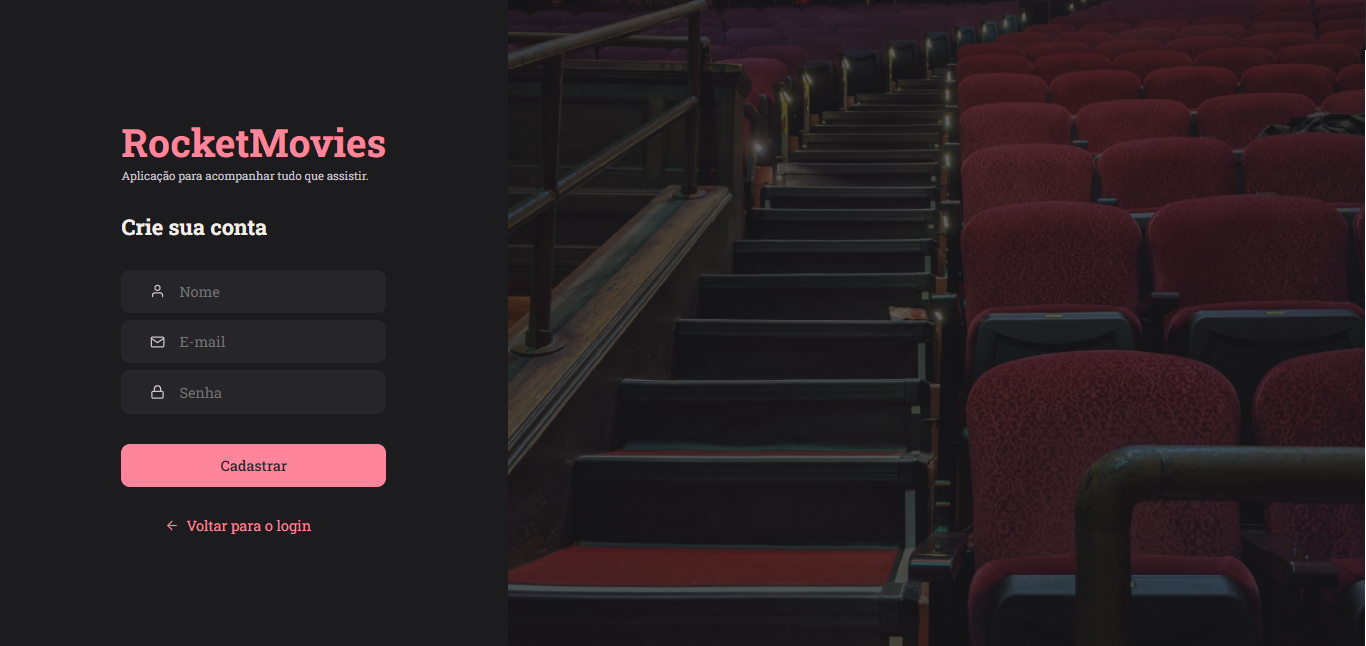 RocketMovies
Aplicação para acompanhar tudo que assistir.
Crie sua conta
Nome
E-mail
Senha
Cadastrar
Voltar para o login